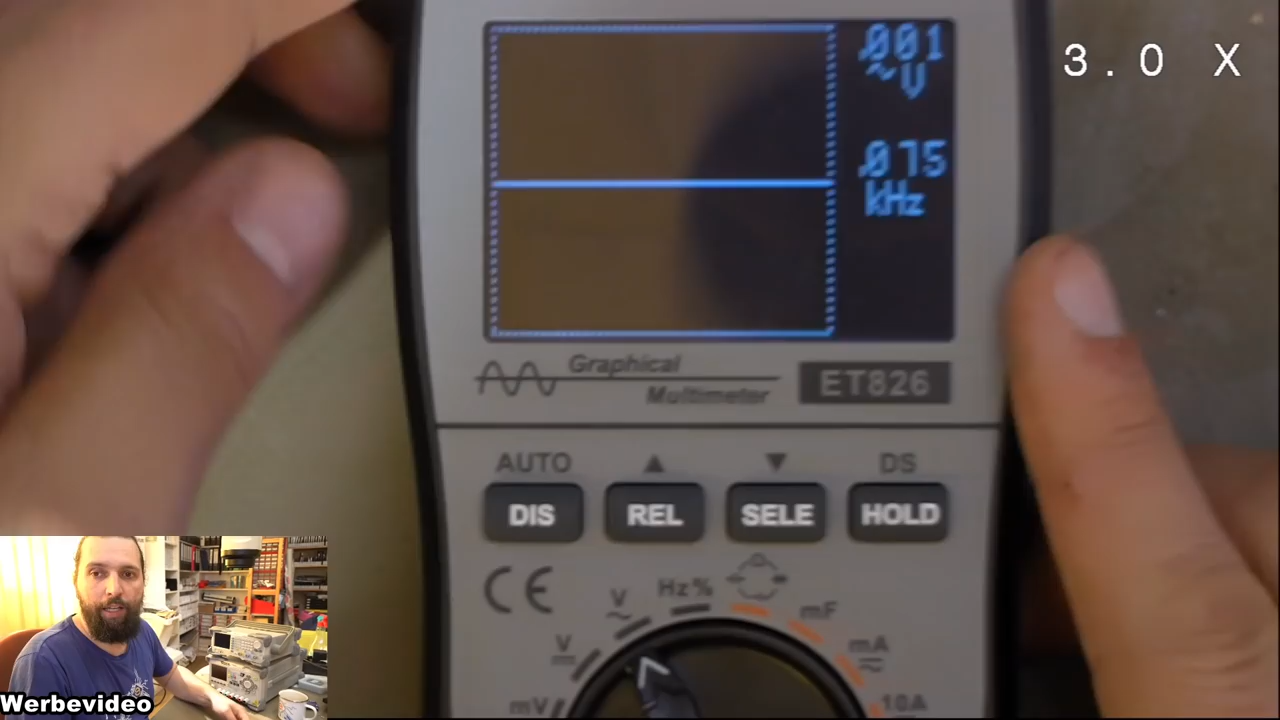 .001
~V
.075
kHz
3.0 X
Graphical
Multimeter
ET826
AUTO ▲ ▼ DS
DIS REL SELE HOLD
CE
V
~
Hz%
mF
V
mA
mV
10A
Werbevideo